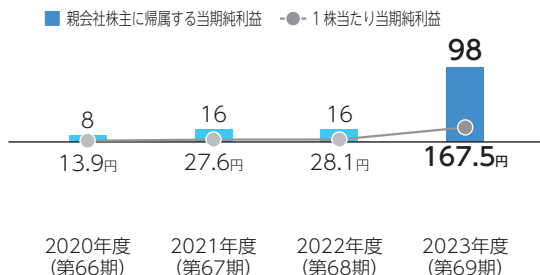 親会社株主に帰属する当期純利益 1株当たり当期純利益
98
8 16 16
13.9円 27.6円 28.1円 167.5円
2020年度 2021年度 2022年度 2023年度
(第66期) (第67期) (第68期) (第69期)